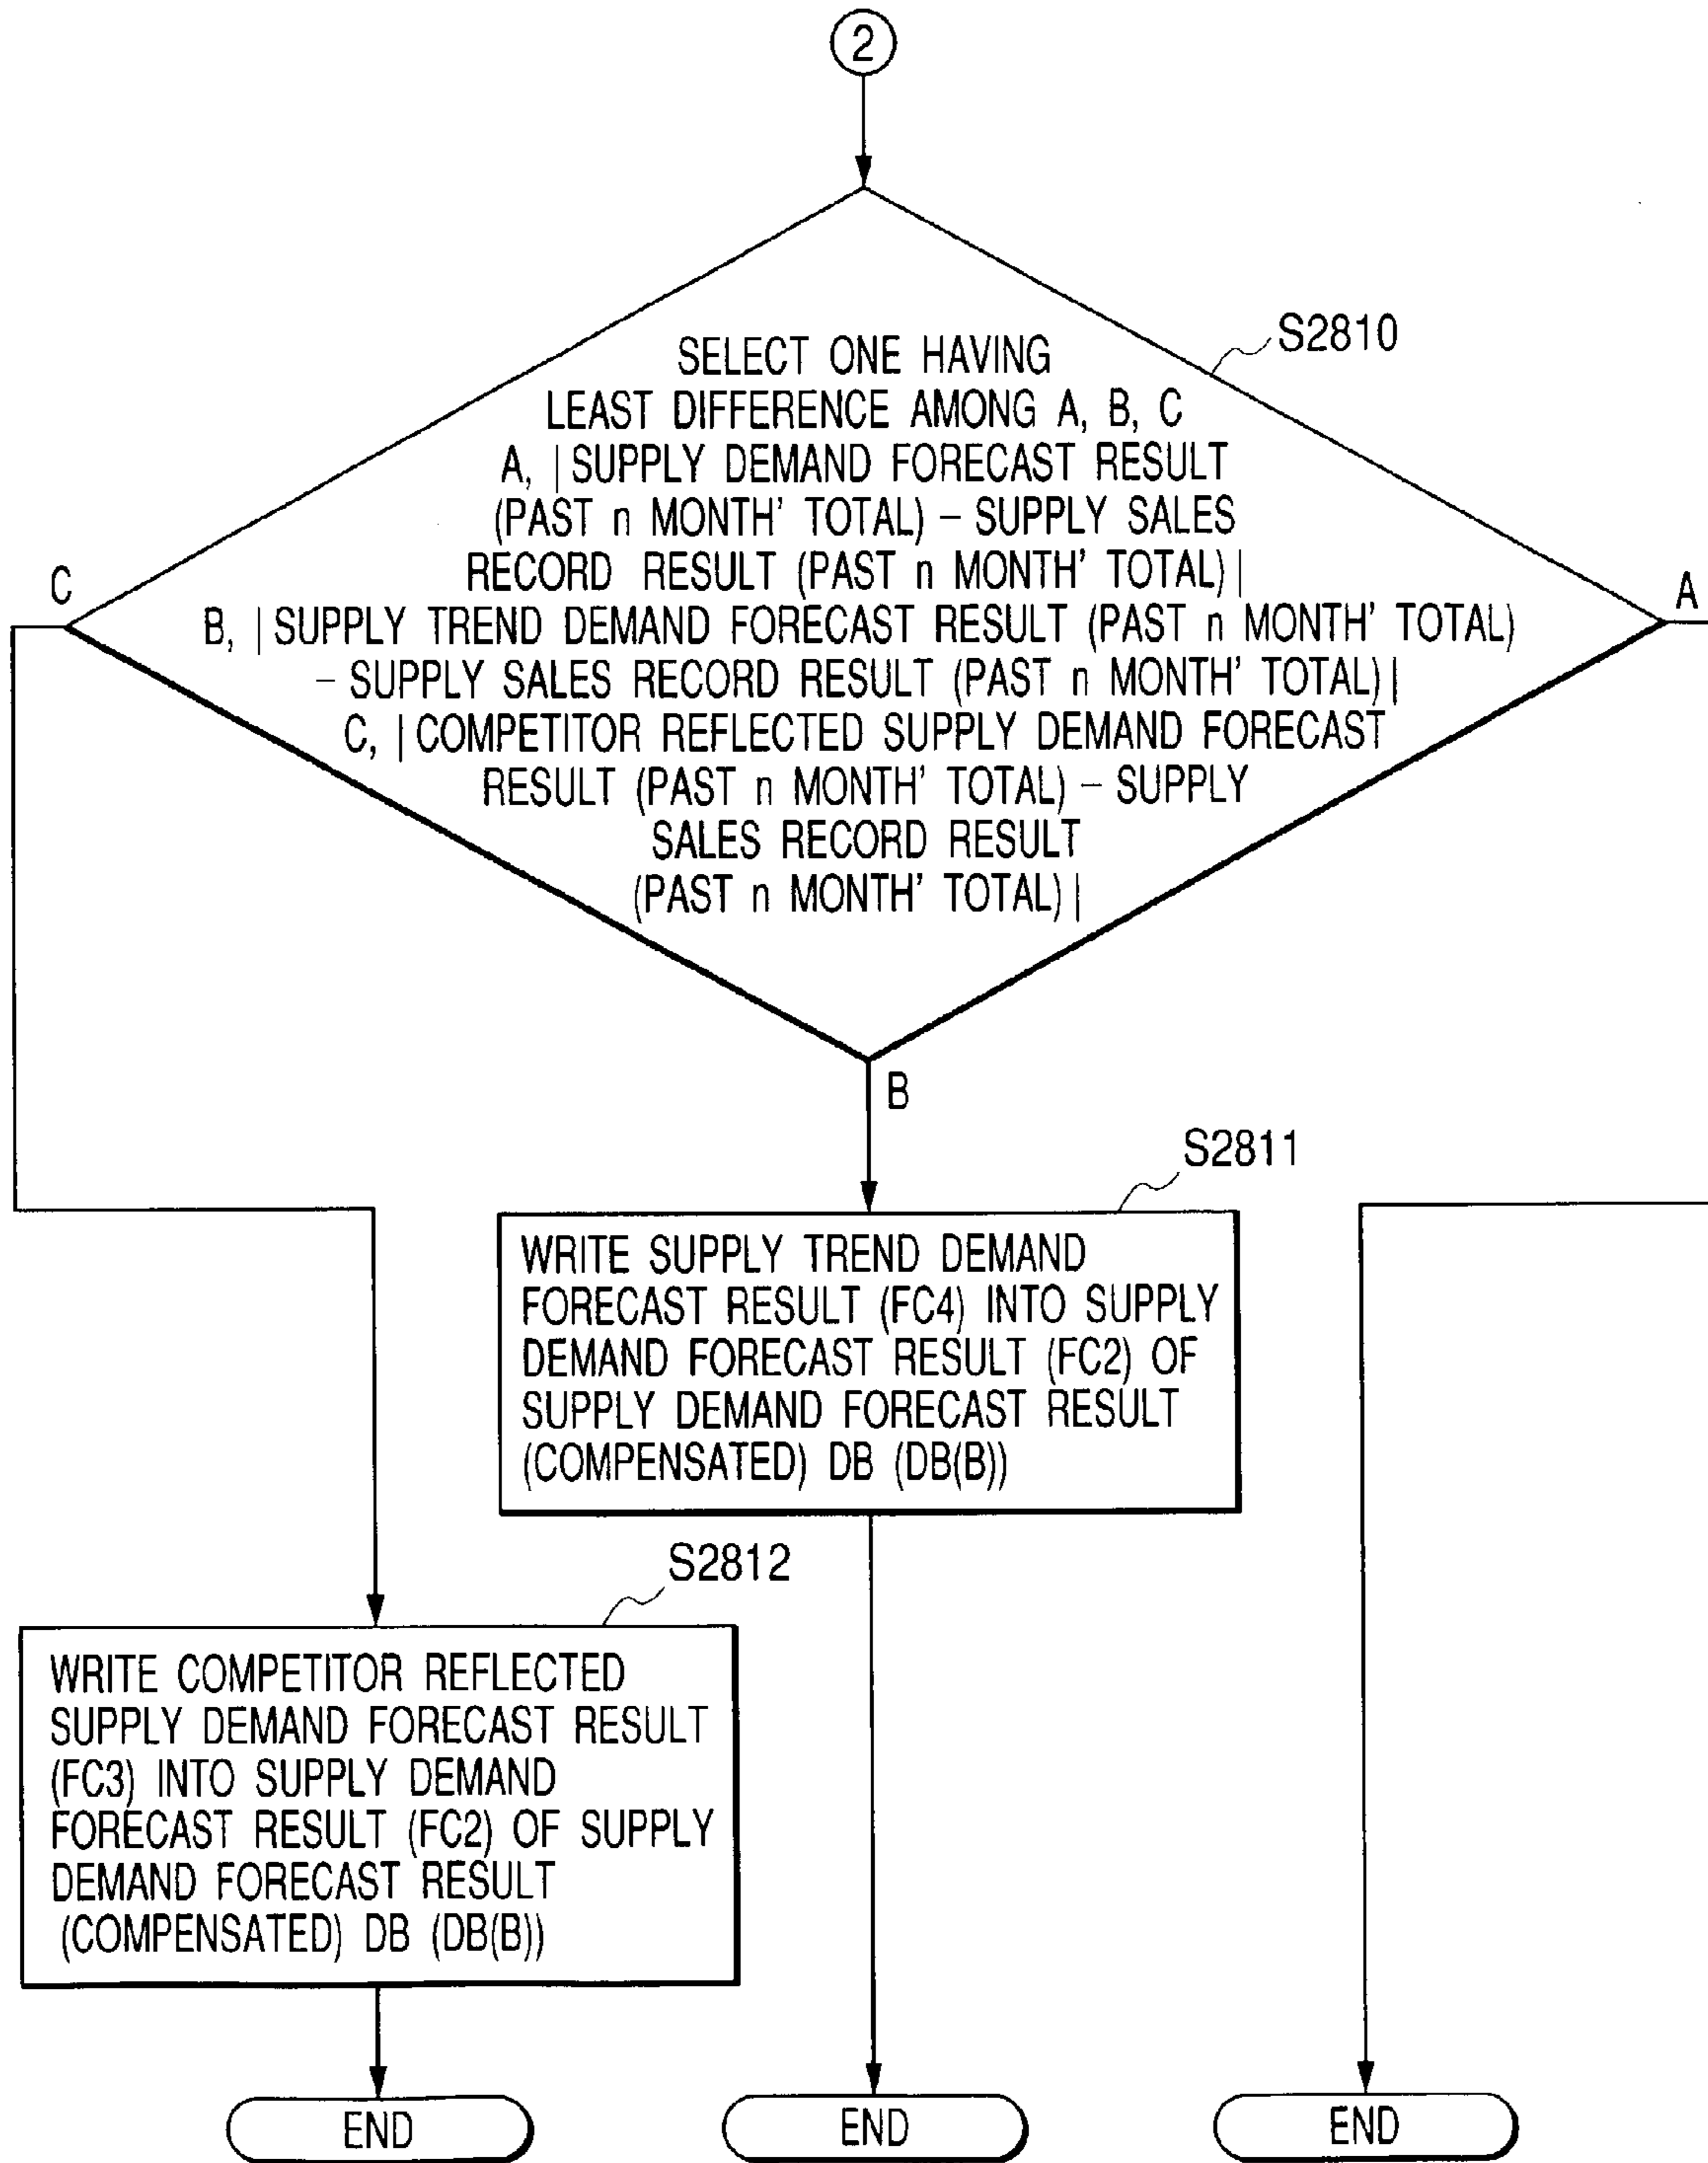 2
S2810
SELECT ONE HAVING
LEAST DIFFERENCE AMONG A, B, C
A, | SUPPLY DEMAND FORECAST RESULT
(PAST n MONTH' TOTAL) – SUPPLY SALES
RECORD RESULT (PAST n MONTH' TOTAL) |
B, | SUPPLY TREND DEMAND FORECAST RESULT (PAST n MONTH' TOTAL)
– SUPPLY SALES RECORD RESULT (PAST n MONTH' TOTAL) |
C, | COMPETITOR REFLECTED SUPPLY DEMAND FORECAST
RESULT (PAST n MONTH' TOTAL) – SUPPLY
SALES RECORD RESULT
(PAST n MONTH' TOTAL) |
C
A
B
S2811
WRITE SUPPLY TREND DEMAND
FORECAST RESULT (FC4) INTO SUPPLY
DEMAND FORECAST RESULT (FC2) OF
SUPPLY DEMAND FORECAST RESULT
(COMPENSATED) DB (DB(B))
S2812
WRITE COMPETITOR REFLECTED
SUPPLY DEMAND FORECAST RESULT
(FC3) INTO SUPPLY DEMAND
FORECAST RESULT (FC2) OF SUPPLY
DEMAND FORECAST RESULT
(COMPENSATED) DB (DB(B))
END
END
END